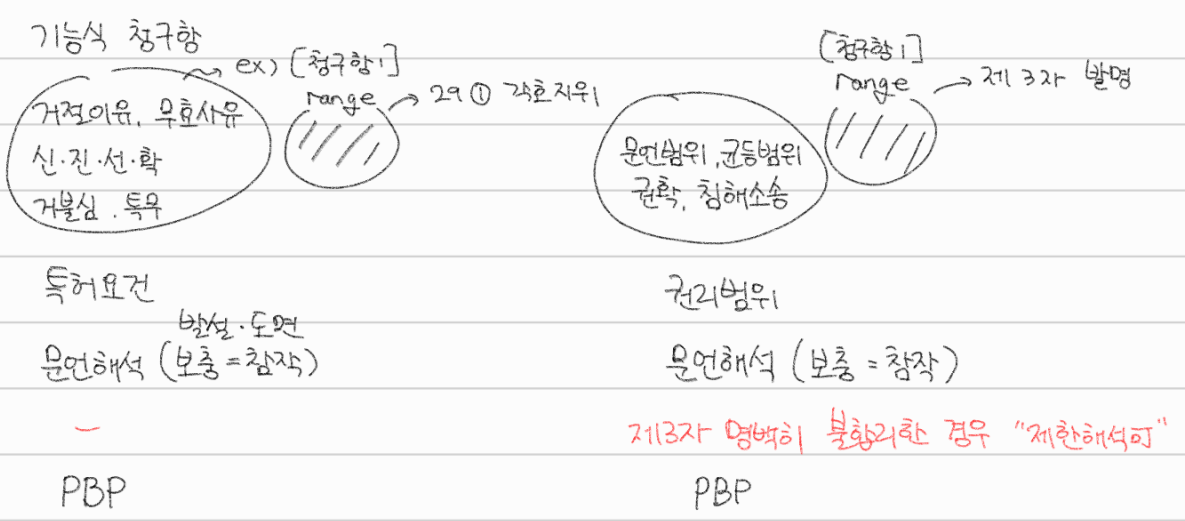 기능식 청구항
ex) [청구항1]
range → 29① 각호지위
거절이유, 무효사유
신·진·선·확
거불심. 특무
특허요건
발설·도면
문언해석 (보충=참작)
—
PBP
[청구항1]
range → 제3자 발명
문언범위, 균등범위
권확, 침해소송
권리범위
문언해석 (보충=참작)
제3자 명백히 불합리한 경우 "제한해석可"
PBP